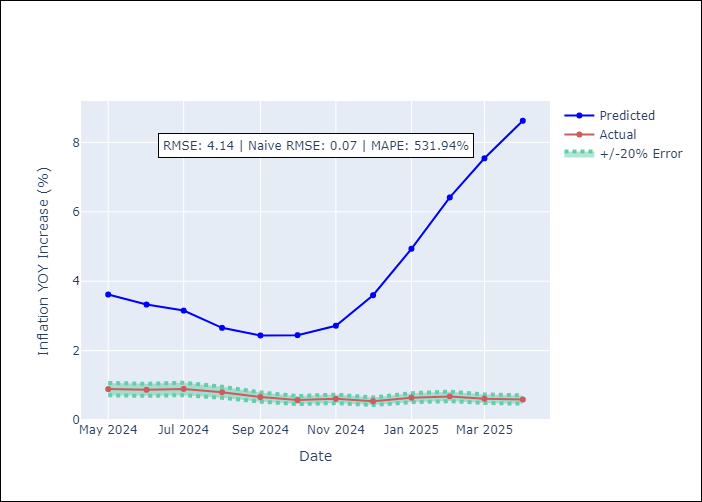 RMSE: 4.14 | Naive RMSE: 0.07 | MAPE: 531.94%
Predicted
Actual
+/-20% Error
Inflation YOY Increase (%)
8
6
4
2
0
May 2024
Jul 2024
Sep 2024
Nov 2024
Jan 2025
Mar 2025
Date